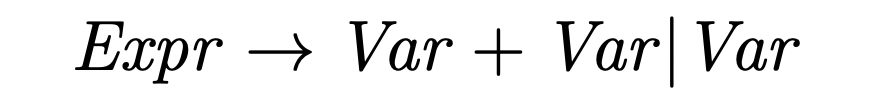 Expr → Var + Var| Var